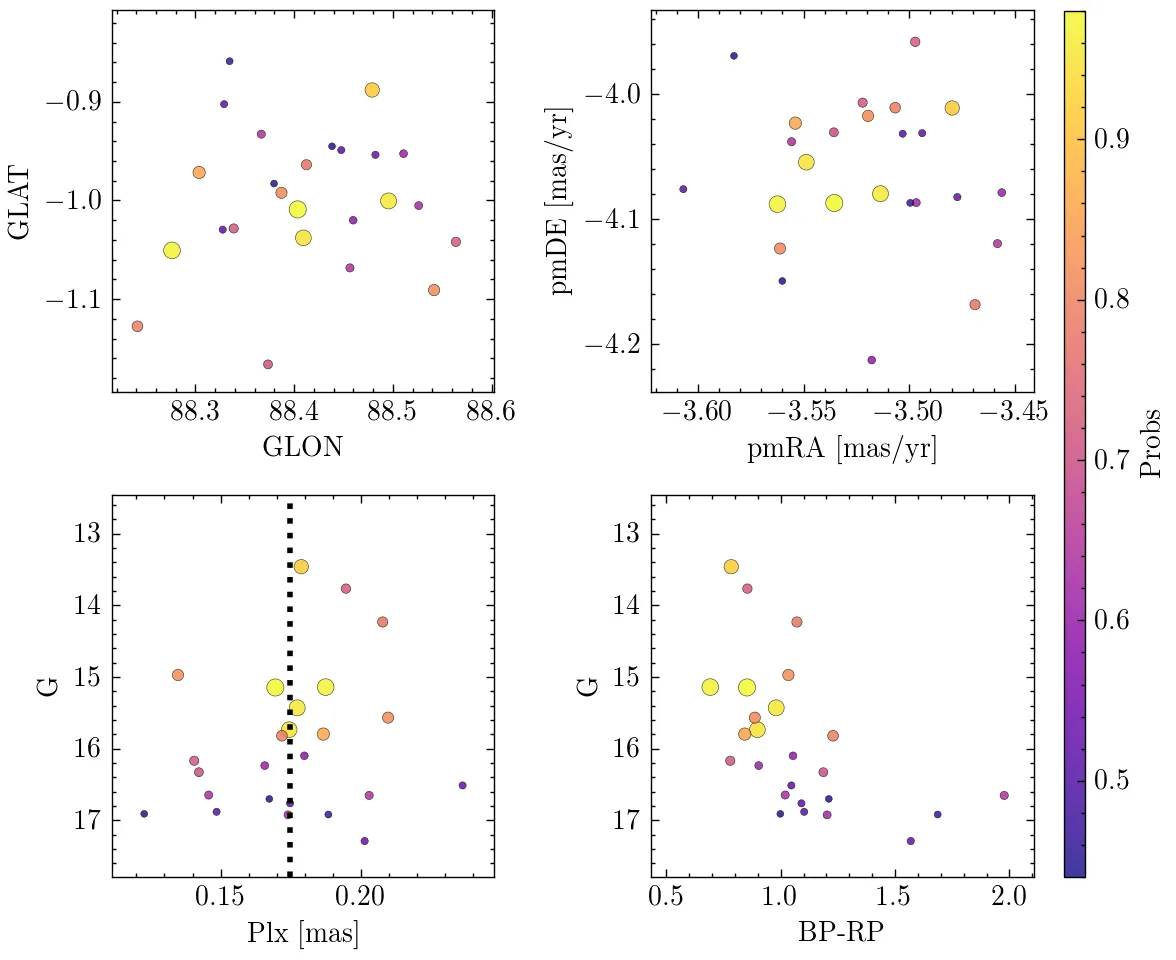 −0.9
−1.0
−1.1
GLAT
88.3 88.4 88.5 88.6
GLON
−4.0
−4.1
−4.2
pmDE [mas/yr]
−3.60 −3.55 −3.50 −3.45
pmRA [mas/yr]
0.9
0.8
0.7
0.6
0.5
Probs
13
14
15
16
17
G
0.15 0.20
Plx [mas]
13
14
15
16
17
G
0.5 1.0 1.5 2.0
BP-RP